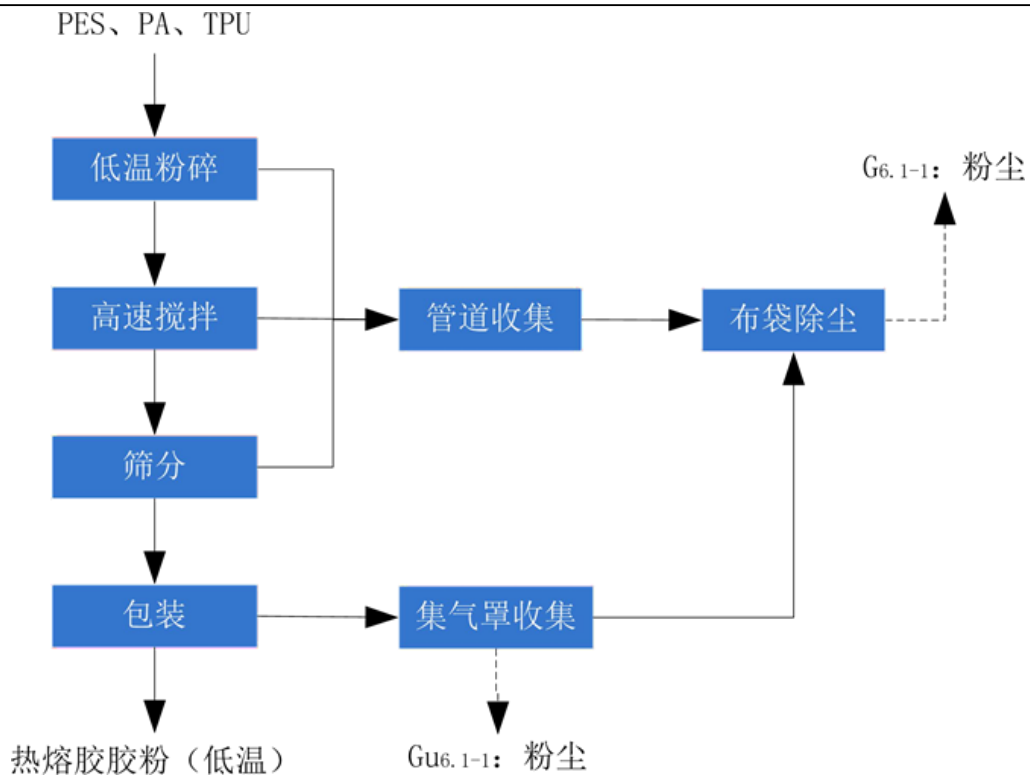 PES、PA、TPU
低温粉碎
G6.1-1：粉尘
高速搅拌
管道收集
布袋除尘
筛分
包装
集气罩收集
热熔胶胶粉（低温）
Gu6.1-1：粉尘